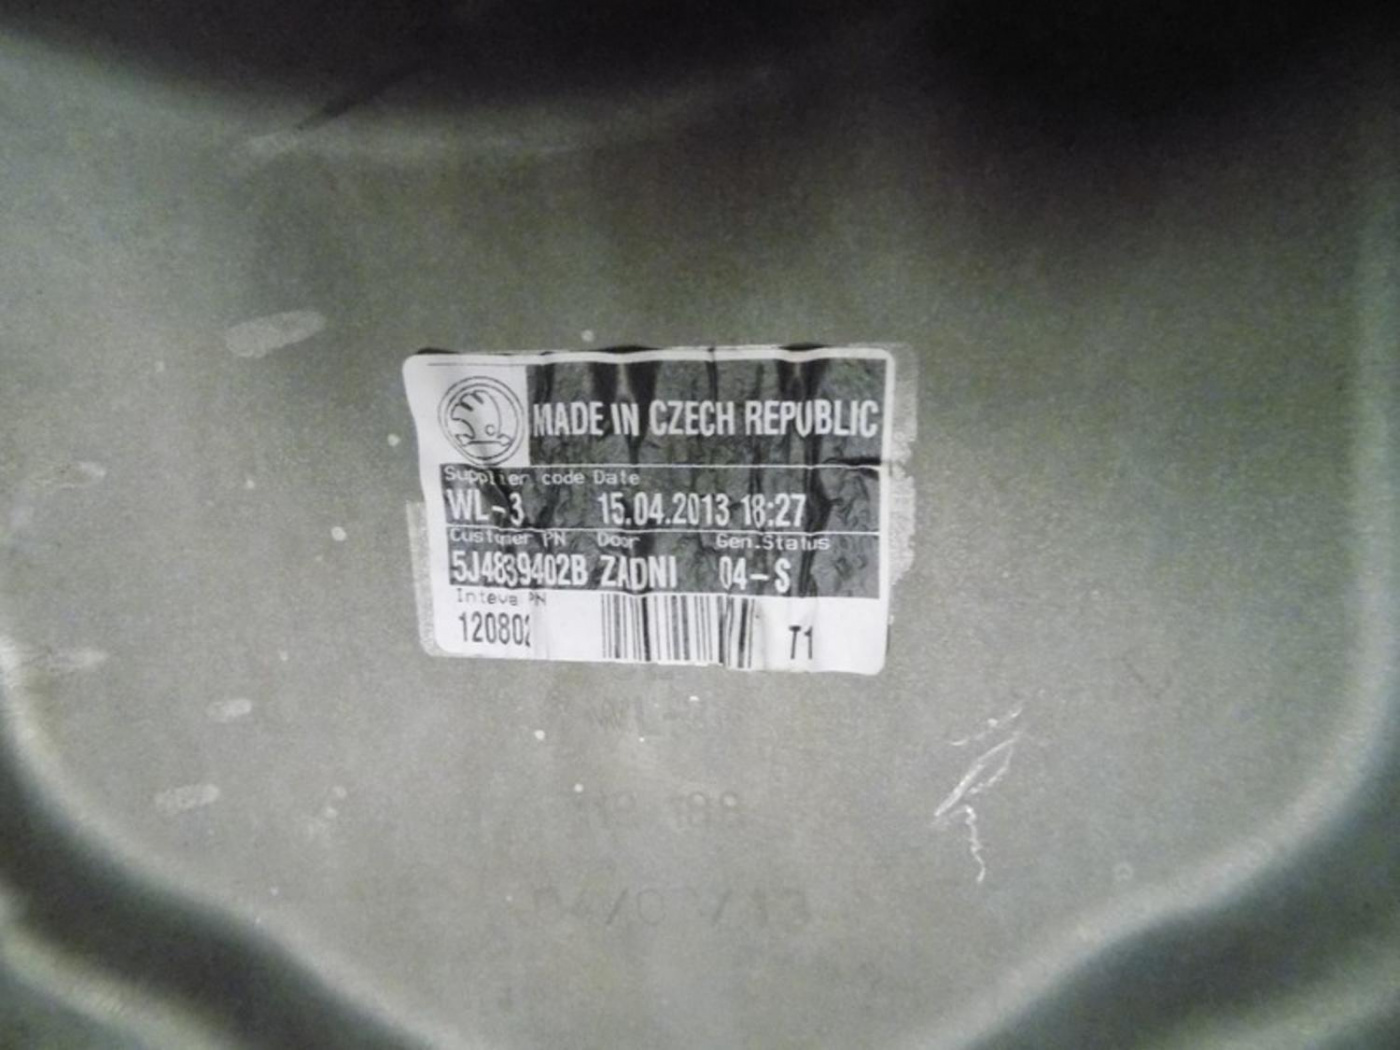 MADE IN CZECH REPUBLIC
Supplier code Date
WL-3 15.04.2013 18:27
Customer PN Door Gen.Status
5J4839402B ZADNI 04-S
Inteva PN
120802 T1